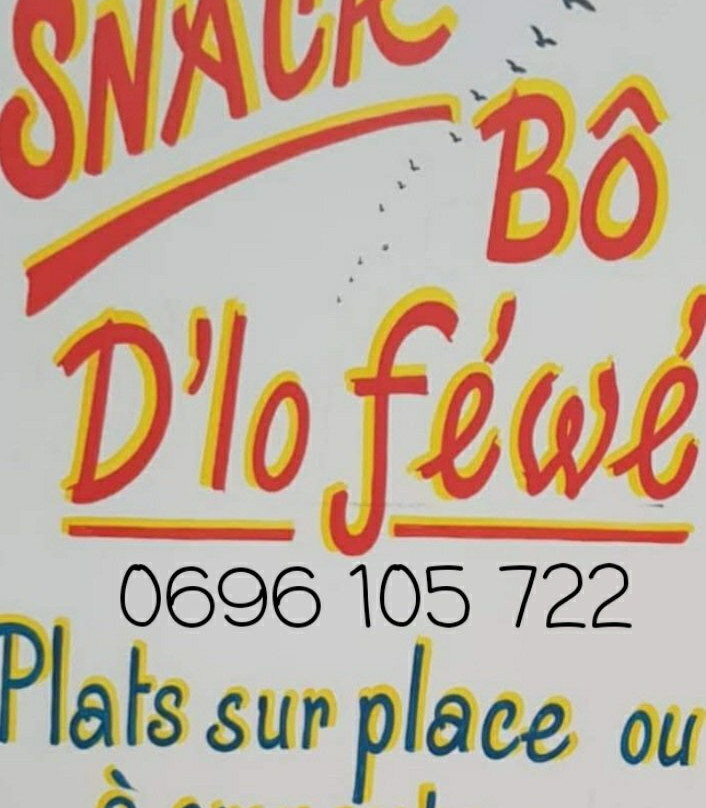 SNACK
BÔ
D'lo féwé
0696 105 722
Plats sur place ou
à